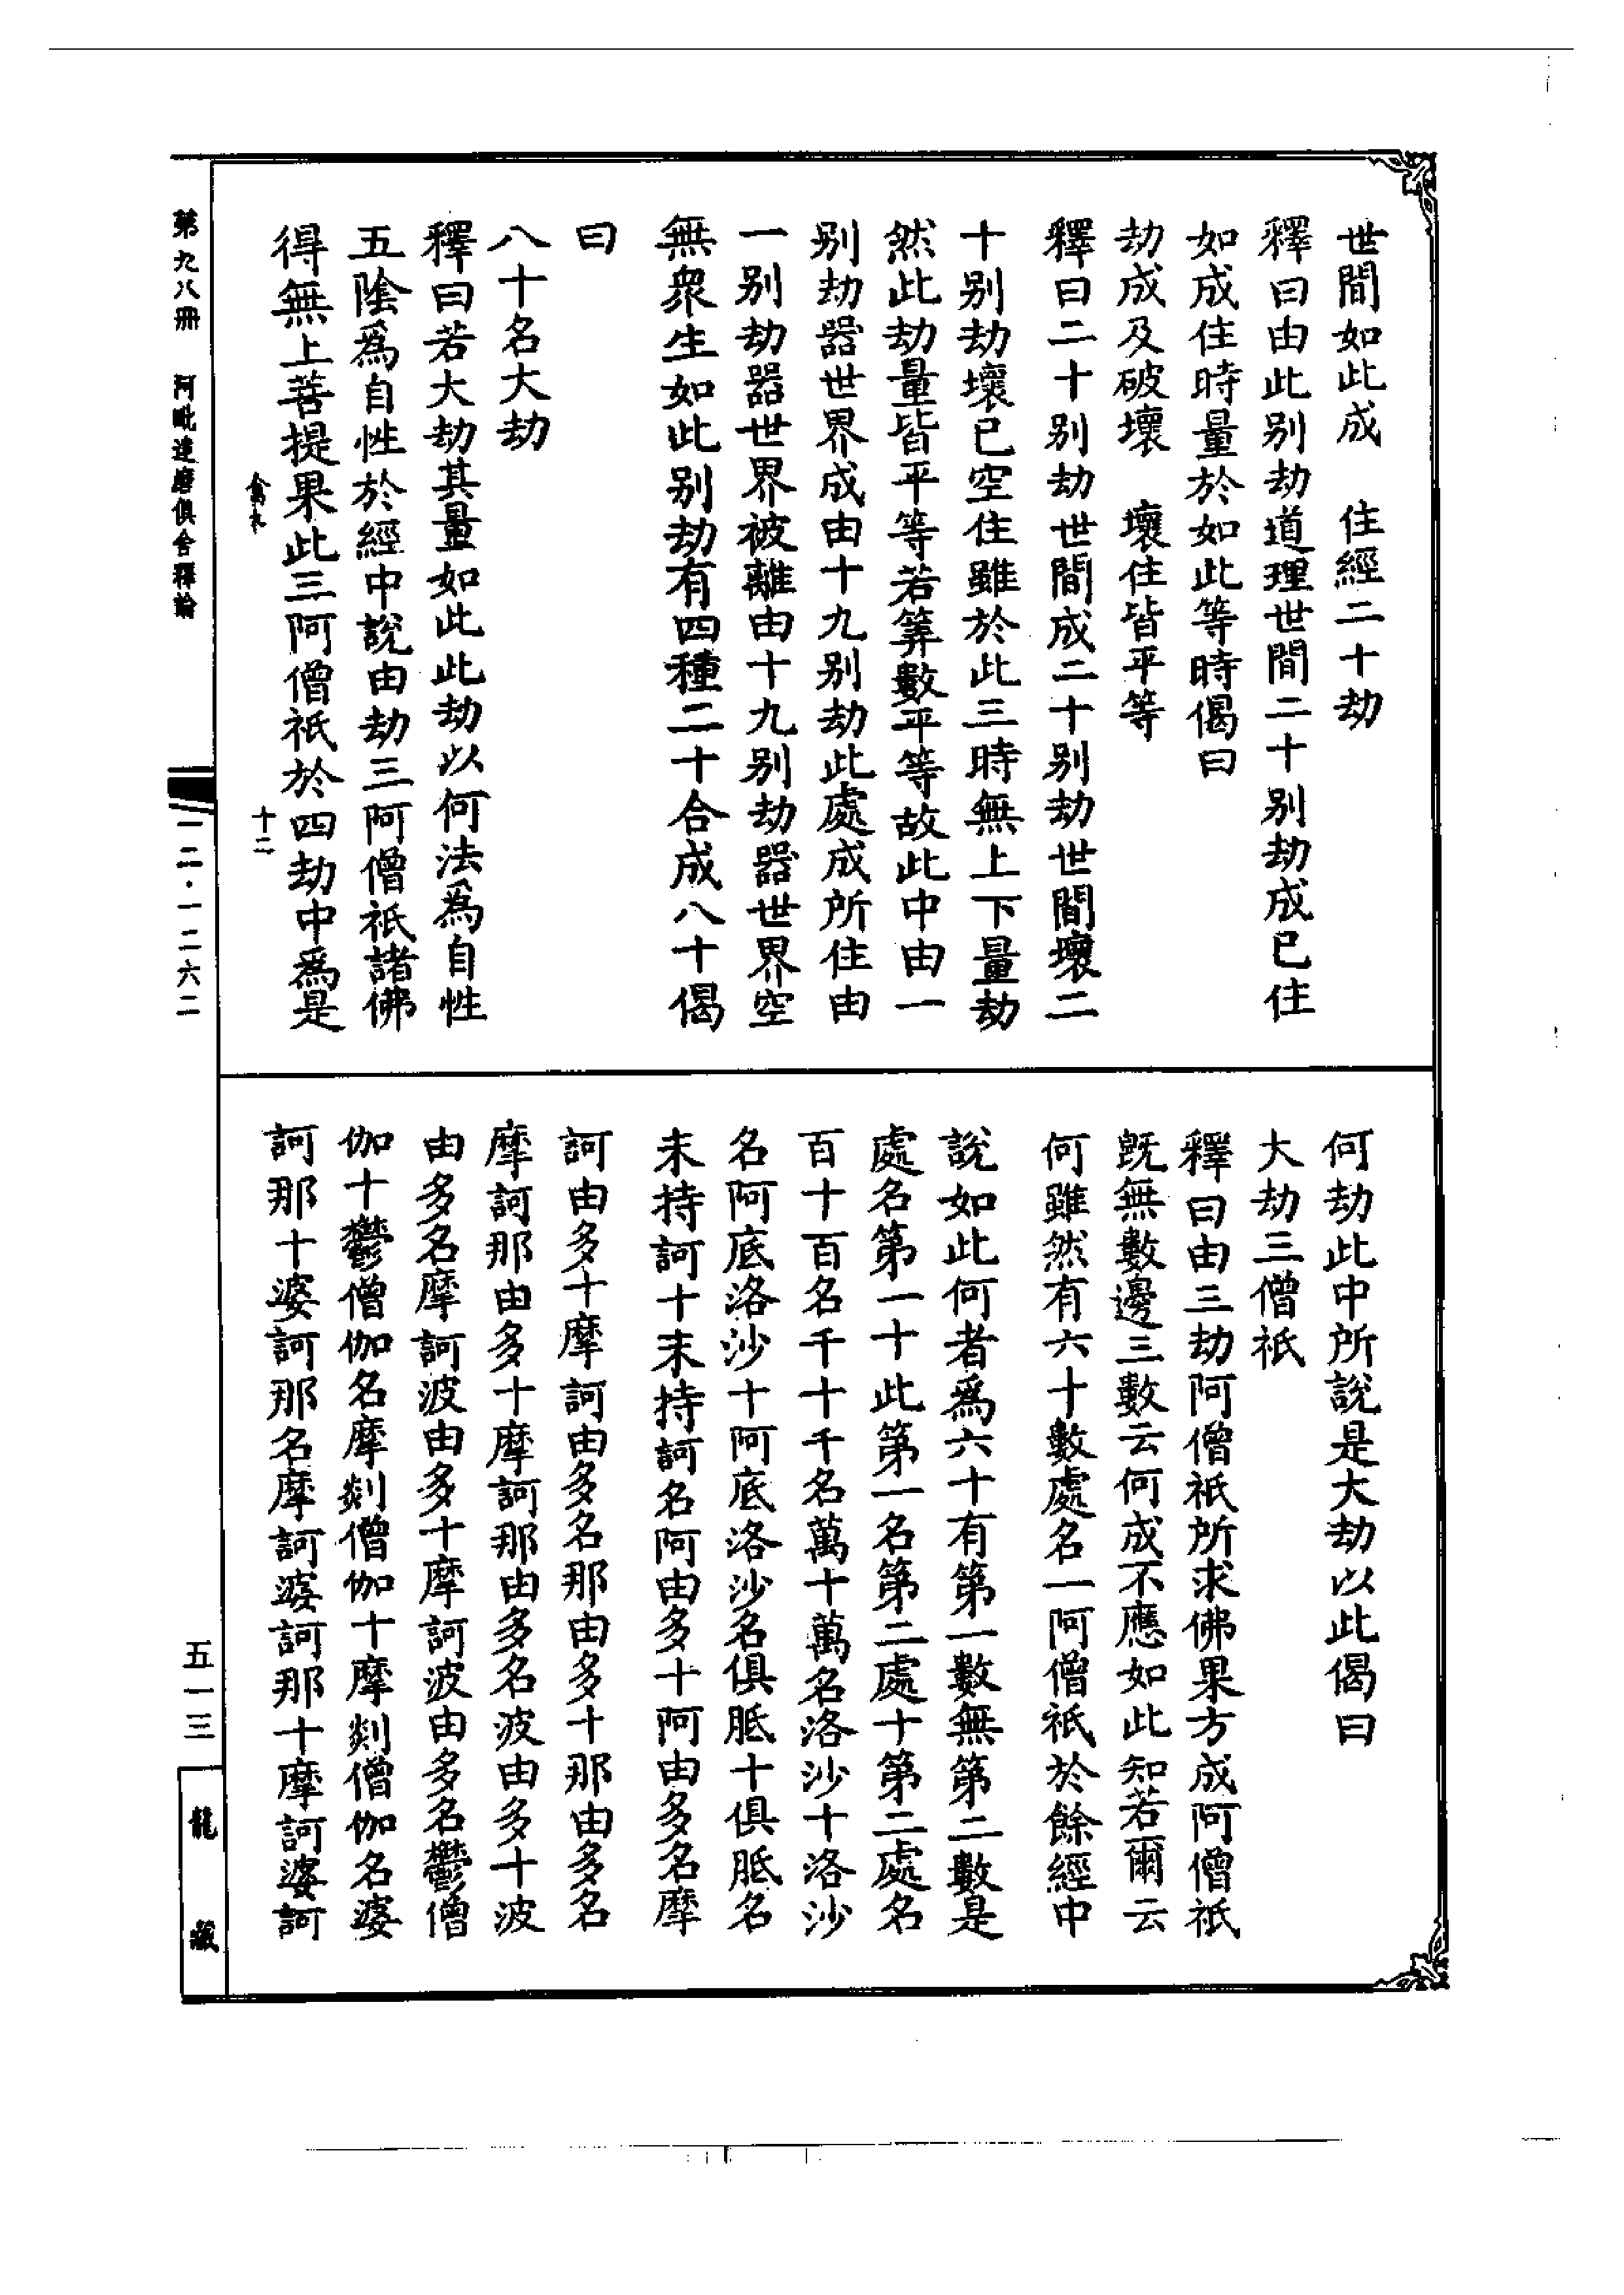 世間如此成　住經二十劫
釋曰由此别劫道理世間二十别劫成已住
如成住時量於如此等時偈曰
劫成及破壞　壞住皆平等
釋曰二十别劫世間成二十别劫世間壞二
十别劫壞已空住雖於此三時無上下量劫
然此劫量皆平等若筭數平等故此中由一
别劫器世界成由十九别劫此處成所住由
一别劫器世界被離由十九别劫器世界空
無衆生如此别劫有四種二十合成八十偈
曰
八十名大劫
釋曰若大劫其量如此此劫以何法爲自性
五陰爲自性於經中說由劫三阿僧祇諸佛
得無上菩提果此三阿僧祇於四劫中爲是
十二
何劫此中所說是大劫以此偈曰
大劫三僧祇
釋曰由三劫阿僧祇所求佛果方成阿僧祇
旣無數邊三數云何成不應如此知若爾云
何雖然有六十數處名一阿僧祇於餘經中
說如此何者爲六十有第一數無第二數是
處名第一十此第一名第二處十第二處名
百十百名千十千名萬十萬名洛沙十洛沙
名阿底洛沙十阿底洛沙名俱胝十俱胝名
末持訶十末持訶名阿由多十阿由多名摩
訶由多十摩訶由多名那由多十那由多名
摩訶那由多十摩訶那由多名波由多十波
由多名摩訶波由多十摩訶波由多名鬱僧
伽十鬱僧伽名摩剡僧伽十摩剡僧伽名婆
訶那十婆訶那名摩訶婆訶那十摩訶婆訶
第九八冊　阿毗達磨俱舍釋論
一二·一二六二
五一三
龍藏